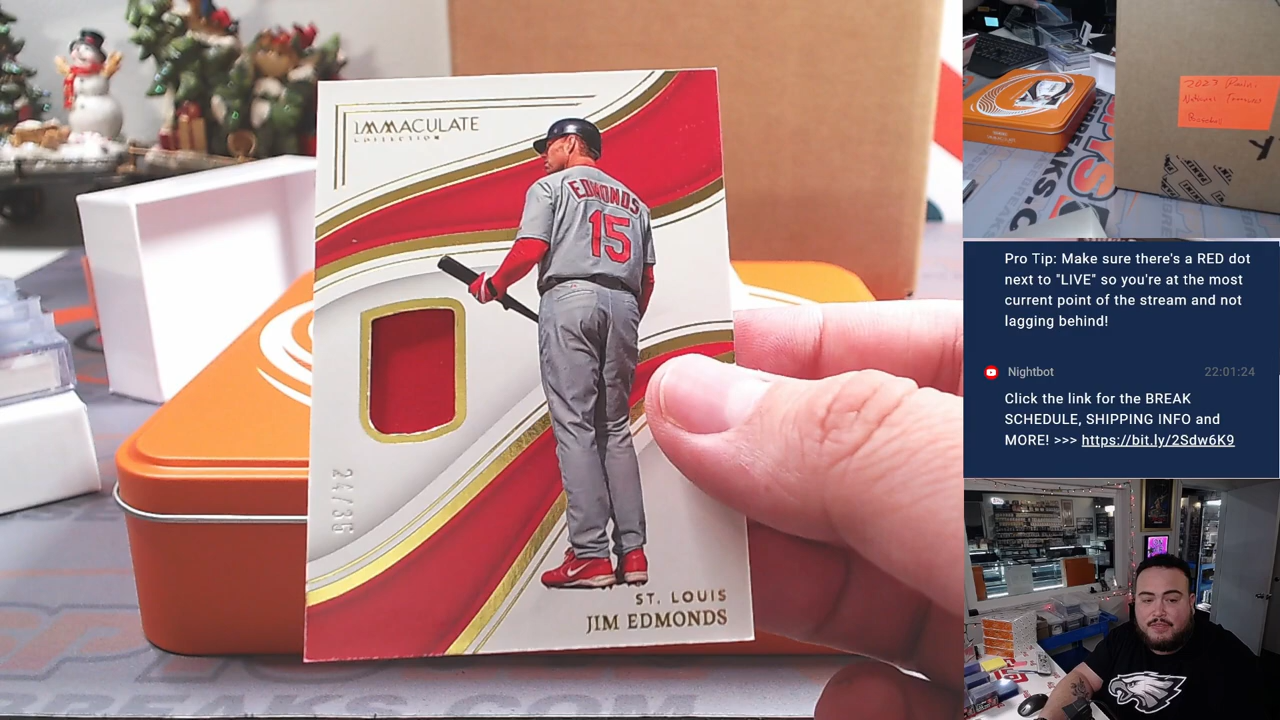 IMMACULATE
COLLECTION
EDMONDS
15
24/35
ST. LOUIS
JIM EDMONDS
Pro Tip: Make sure there's a RED dot
next to "LIVE" so you're at the most
current point of the stream and not
lagging behind!
Nightbot 22:01:24
Click the link for the BREAK
SCHEDULE, SHIPPING INFO and
MORE! >>> https://bit.ly/2Sdw6K9